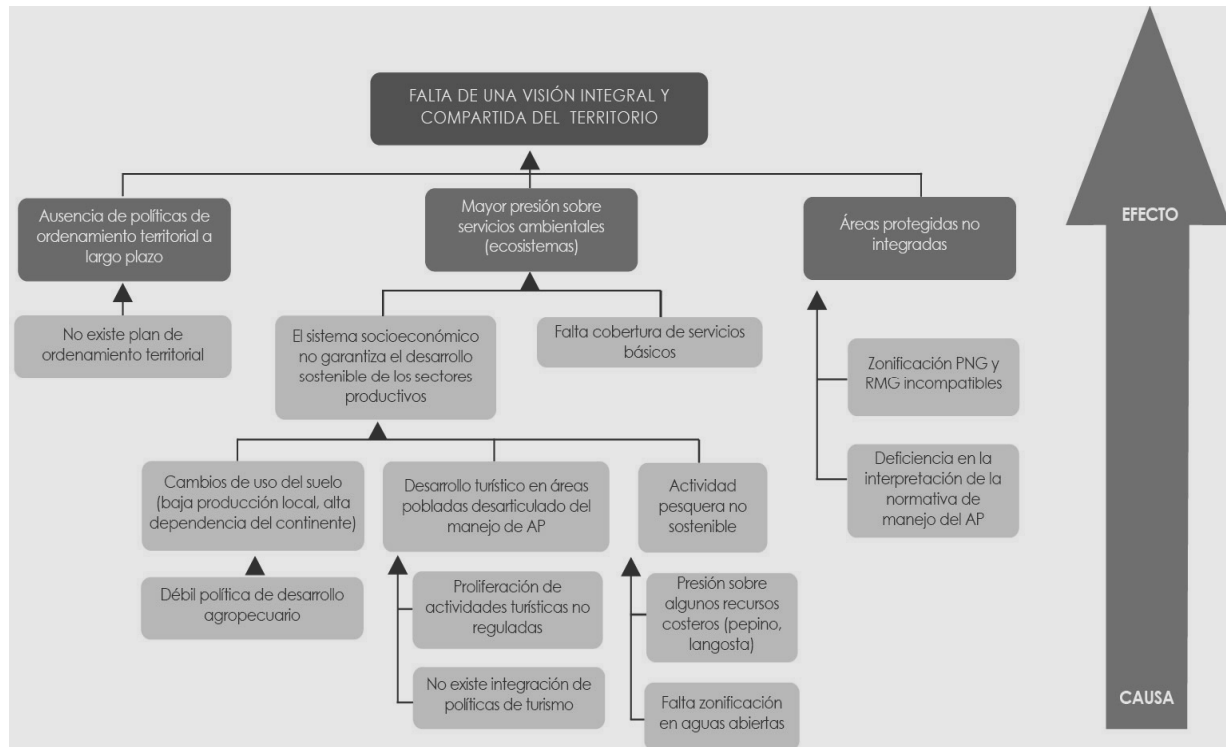 FALTA DE UNA VISIÓN INTEGRAL Y
COMPARTIDA DEL TERRITORIO
Ausencia de políticas de
ordenamiento territorial a
largo plazo
Mayor presión sobre
servicios ambientales
(ecosistemas)
Áreas protegidas no
integradas
EFECTO
No existe plan de
ordenamiento territorial
El sistema socioeconómico
no garantiza el desarrollo
sostenible de los sectores
productivos
Falta cobertura de servicios
básicos
Zonificación PNG y
RMG incompatibles
Cambios de uso del suelo
(baja producción local, alta
dependencia del continente)
Desarrollo turístico en áreas
pobladas desarticulado del
manejo de AP
Actividad
pesquera no
sostenible
Deficiencia en la
interpretación de la
normativa de
manejo del AP
Débil política de desarrollo
agropecuario
Proliferación de
actividades turísticas no
reguladas
Presión sobre
algunos recursos
costeros (pepino,
langosta)
No existe integración de
políticas de turismo
Falta zonificación
en aguas abiertas
CAUSA